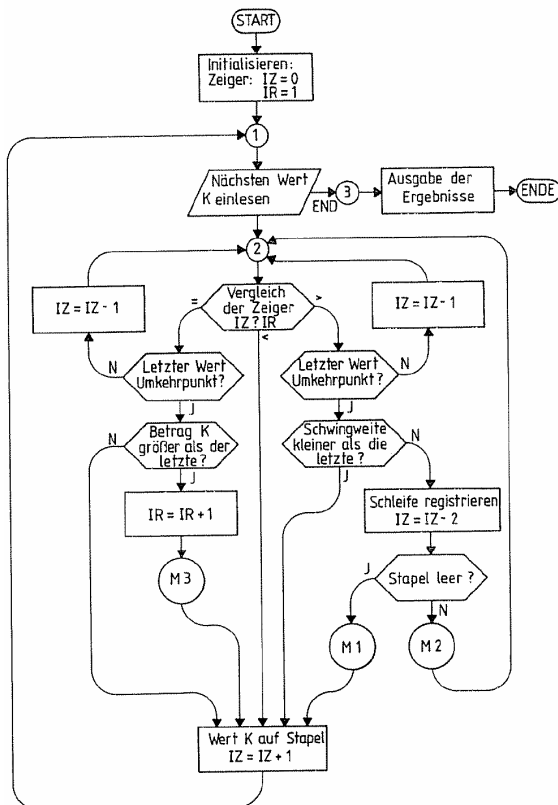 START
Initialisieren:
Zeiger: IZ = 0
IR = 1
1
Nächsten Wert
K einlesen
END
3
Ausgabe der
Ergebnisse
ENDE
2
IZ = IZ - 1
=
Vergleich
der Zeiger
IZ ? IR
>
<
IZ = IZ - 1
N
Letzter Wert
Umkehrpunkt?
J
Letzter Wert
Umkehrpunkt?
N
J
N
Betrag K
größer als der
letzte ?
J
Schwingweite
kleiner als die
letzte ?
N
J
IR = IR + 1
Schleife registrieren
IZ = IZ - 2
M 3
J
Stapel leer ?
N
M 1
M 2
Wert K auf Stapel
IZ = IZ + 1